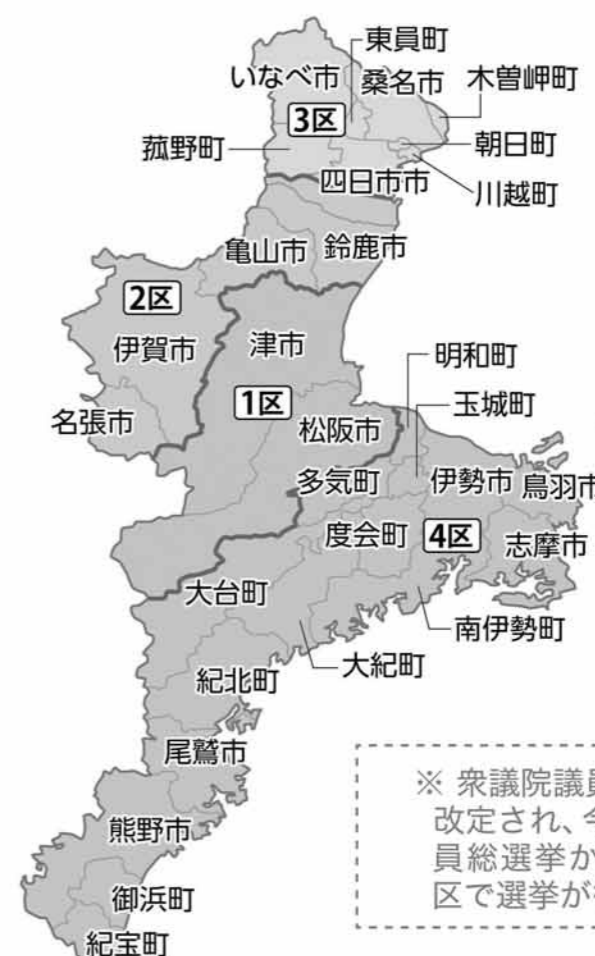 東員町
いなべ市
桑名市
木曽岬町
3区
菰野町
朝日町
四日市市
川越町
亀山市
鈴鹿市
2区
伊賀市
津市
明和町
1区
玉城町
名張市
松阪市
多気町
伊勢市
鳥羽市
度会町
4区
志摩市
大台町
南伊勢町
大紀町
紀北町
尾鷲市
熊野市
御浜町
紀宝町
※ 衆議院議員
改定され、今
員総選挙か
区で選挙が